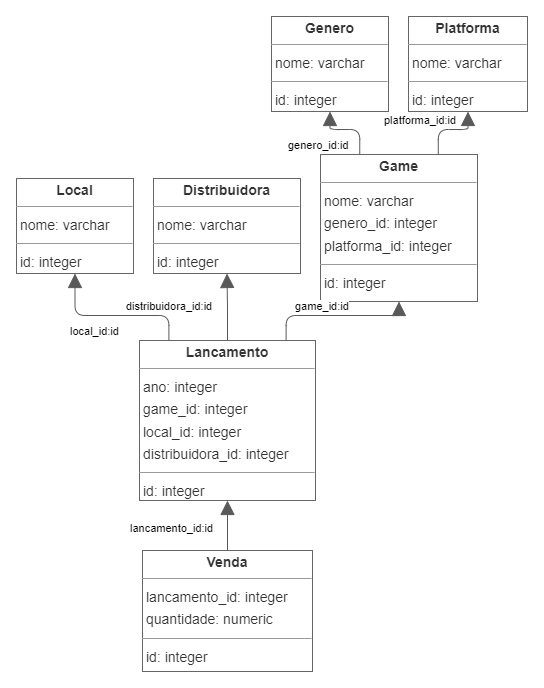 Genero
nome: varchar
id: integer
Platforma
nome: varchar
id: integer
genero_id:id
platforma_id:id
Game
nome: varchar
genero_id: integer
platforma_id: integer
id: integer
Local
nome: varchar
id: integer
Distribuidora
nome: varchar
id: integer
local_id:id
distribuidora_id:id
game_id:id
Lancamento
ano: integer
game_id: integer
local_id: integer
distribuidora_id: integer
id: integer
lancamento_id:id
Venda
lancamento_id: integer
quantidade: numeric
id: integer